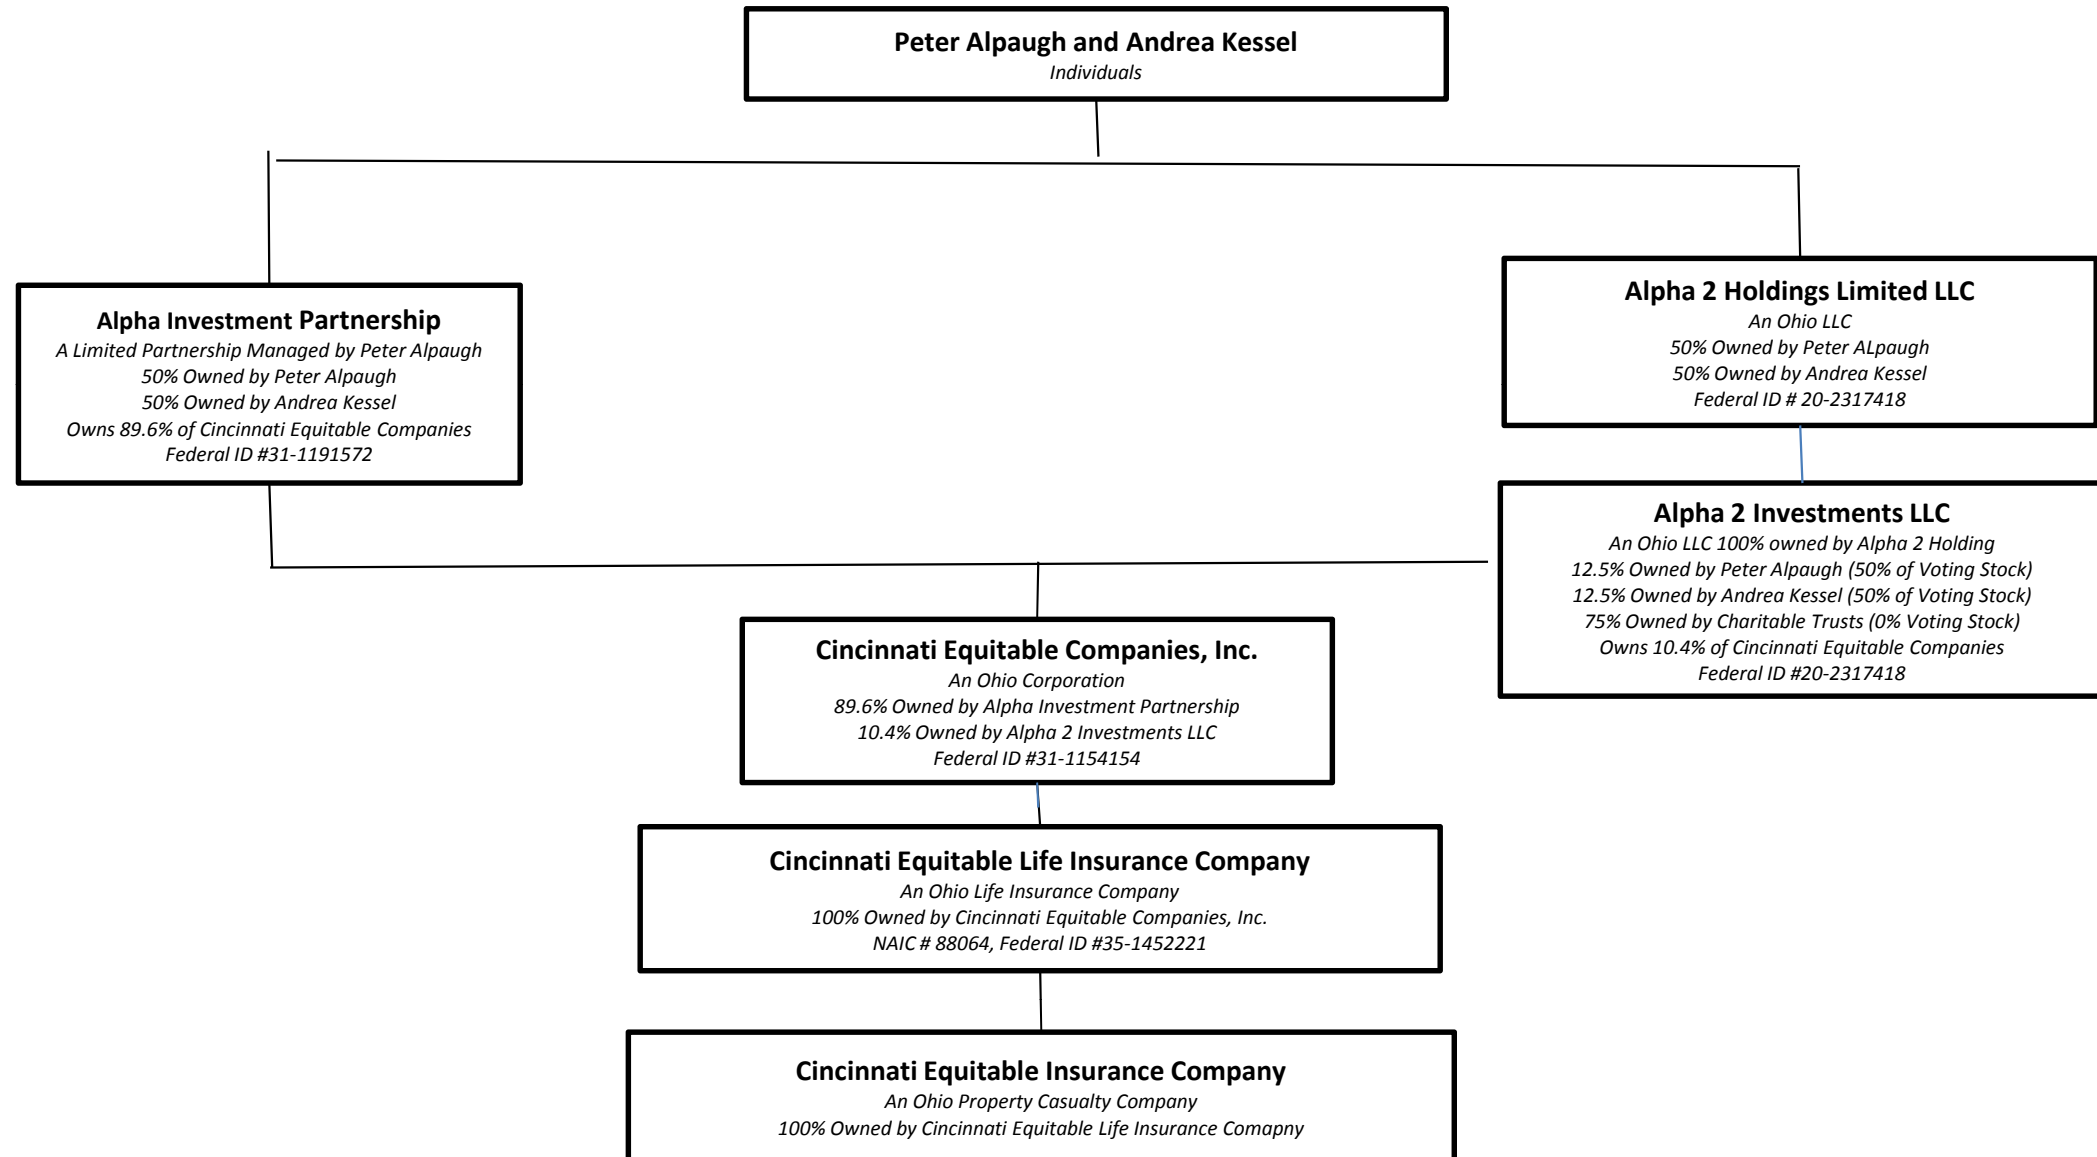 Peter Alpaugh and Andrea Kessel
Individuals
Alpha Investment Partnership
A Limited Partnership Managed by Peter Alpaugh
50% Owned by Peter Alpaugh
50% Owned by Andrea Kessel
Owns 89.6% of Cincinnati Equitable Companies
Federal ID #31-1191572
Alpha 2 Holdings Limited LLC
An Ohio LLC
50% Owned by Peter ALpaugh
50% Owned by Andrea Kessel
Federal ID # 20-2317418
Alpha 2 Investments LLC
An Ohio LLC 100% owned by Alpha 2 Holding
12.5% Owned by Peter Alpaugh (50% of Voting Stock)
12.5% Owned by Andrea Kessel (50% of Voting Stock)
75% Owned by Charitable Trusts (0% Voting Stock)
Owns 10.4% of Cincinnati Equitable Companies
Federal ID #20-2317418
Cincinnati Equitable Companies, Inc.
An Ohio Corporation
89.6% Owned by Alpha Investment Partnership
10.4% Owned by Alpha 2 Investments LLC
Federal ID #31-1154154
Cincinnati Equitable Life Insurance Company
An Ohio Life Insurance Company
100% Owned by Cincinnati Equitable Companies, Inc.
NAIC # 88064, Federal ID #35-1452221
Cincinnati Equitable Insurance Company
An Ohio Property Casualty Company
100% Owned by Cincinnati Equitable Life Insurance Comapny